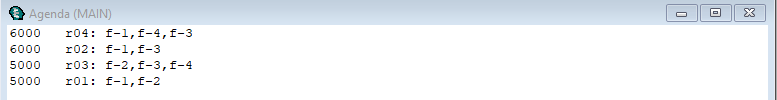 Agenda (MAIN)
6000 r04: f-1,f-4,f-3
6000 r02: f-1,f-3
5000 r03: f-2,f-3,f-4
5000 r01: f-1,f-2